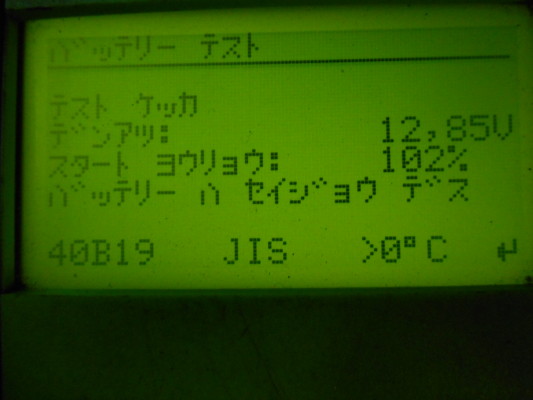 バッテリー テスト
テスト ケッカ
デンアツ: 12,85V
スタート ヨウリョウ: 102%
バッテリー ハ セイジョウ デス
40B19 JIS >0°C ↵